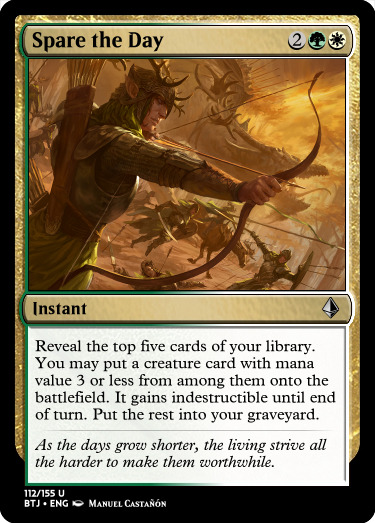 Spare the Day
2
Instant
Reveal the top five cards of your library.
You may put a creature card with mana
value 3 or less from among them onto the
battlefield. It gains indestructible until end
of turn. Put the rest into your graveyard.
As the days grow shorter, the living strive all
the harder to make them worthwhile.
112/155 U
BTJ • ENG Manuel Castañón